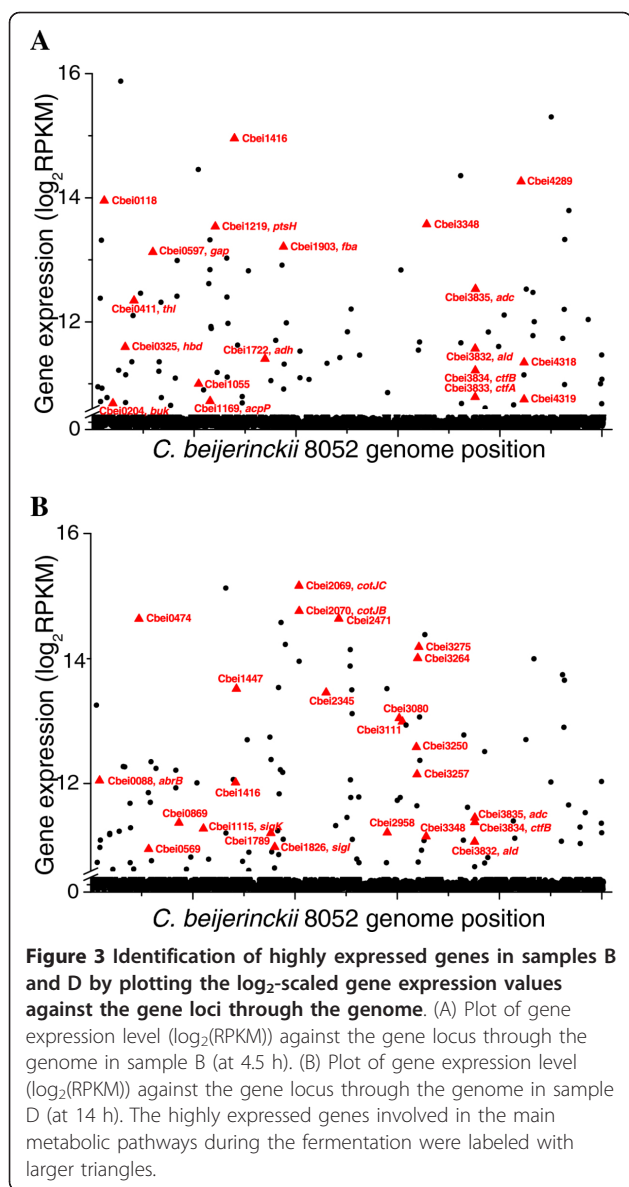 A
Gene expression (log2RPKM)
16
14
12
0
Cbei1416
Cbei4289
Cbei0118
Cbei1219, ptsH
Cbei3348
Cbei0597, gap
Cbei1903, fba
Cbei0411, thl
Cbei3835, adc
Cbei0325, hbd
Cbei1722, adh
Cbei3832, ald
Cbei4318
Cbei3834, ctfB
Cbei1055
Cbei3833, ctfA
Cbei0204, buk
Cbei1169, acpP
Cbei4319
C. beijerinckii 8052 genome position
B
Gene expression (log2RPKM)
16
14
12
0
Cbei2069, cotJC
Cbei2070, cotJB
Cbei0474
Cbei2471
Cbei3275
Cbei3264
Cbei1447
Cbei2345
Cbei3080
Cbei3111
Cbei3250
Cbei3257
Cbei0088, abrB
Cbei1416
Cbei0869
Cbei3835, adc
Cbei3834, ctfB
Cbei1115, sigK
Cbei2958
Cbei3348
Cbei1789
Cbei3832, ald
Cbei0569
Cbei1826, sigI
C. beijerinckii 8052 genome position
Figure 3 Identification of highly expressed genes in samples B
and D by plotting the log2-scaled gene expression values
against the gene loci through the genome. (A) Plot of gene
expression level (log2(RPKM)) against the gene locus through the
genome in sample B (at 4.5 h). (B) Plot of gene expression level
(log2(RPKM)) against the gene locus through the genome in sample
D (at 14 h). The highly expressed genes involved in the main
metabolic pathways during the fermentation were labeled with
larger triangles.